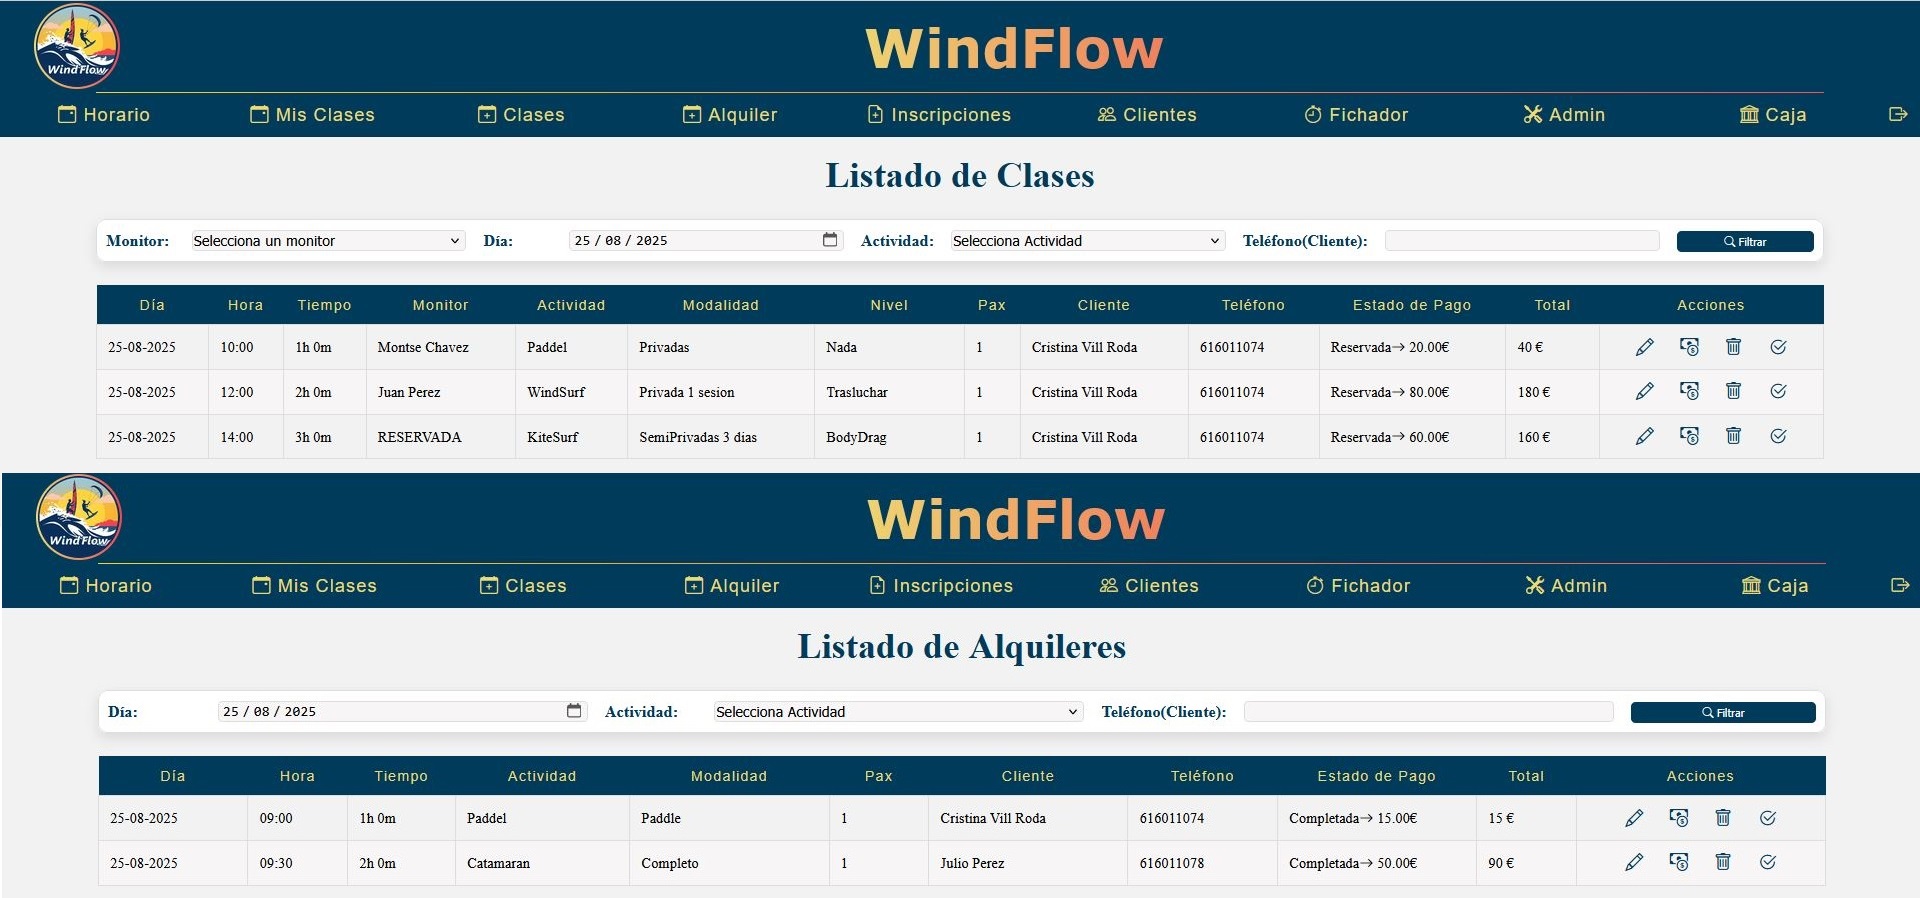 WindFlow
WindFlow
Horario Mis Clases Clases Alquiler Inscripciones Clientes Fichador Admin Caja
Listado de Clases
Monitor: Selecciona un monitor Día: 25 / 08 / 2025 Actividad: Selecciona Actividad Teléfono(Cliente): Filtrar
Día Hora Tiempo Monitor Actividad Modalidad Nivel Pax Cliente Teléfono Estado de Pago Total Acciones
25-08-2025 10:00 1h 0m Montse Chavez Paddel Privadas Nada 1 Cristina Vill Roda 616011074 Reservada→ 20.00€ 40 €
25-08-2025 12:00 2h 0m Juan Perez WindSurf Privada 1 sesion Trasluchar 1 Cristina Vill Roda 616011074 Reservada→ 80.00€ 180 €
25-08-2025 14:00 3h 0m RESERVADA KiteSurf SemiPrivadas 3 dias BodyDrag 1 Cristina Vill Roda 616011074 Reservada→ 60.00€ 160 €
WindFlow
WindFlow
Horario Mis Clases Clases Alquiler Inscripciones Clientes Fichador Admin Caja
Listado de Alquileres
Día: 25 / 08 / 2025 Actividad: Selecciona Actividad Teléfono(Cliente): Filtrar
Día Hora Tiempo Actividad Modalidad Pax Cliente Teléfono Estado de Pago Total Acciones
25-08-2025 09:00 1h 0m Paddel Paddle 1 Cristina Vill Roda 616011074 Completada→ 15.00€ 15 €
25-08-2025 09:30 2h 0m Catamaran Completo 1 Julio Perez 616011078 Completada→ 50.00€ 90 €